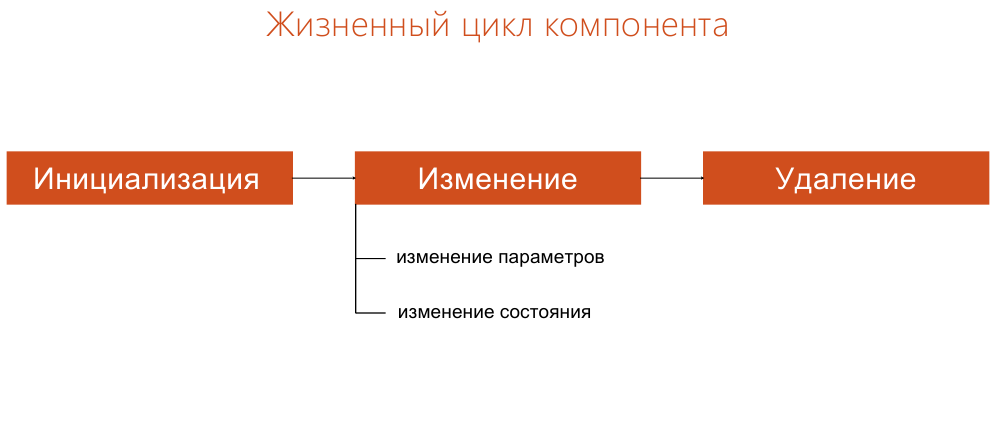 Жизненный цикл компонента
Инициализация
Изменение
Удаление
изменение параметров
изменение состояния